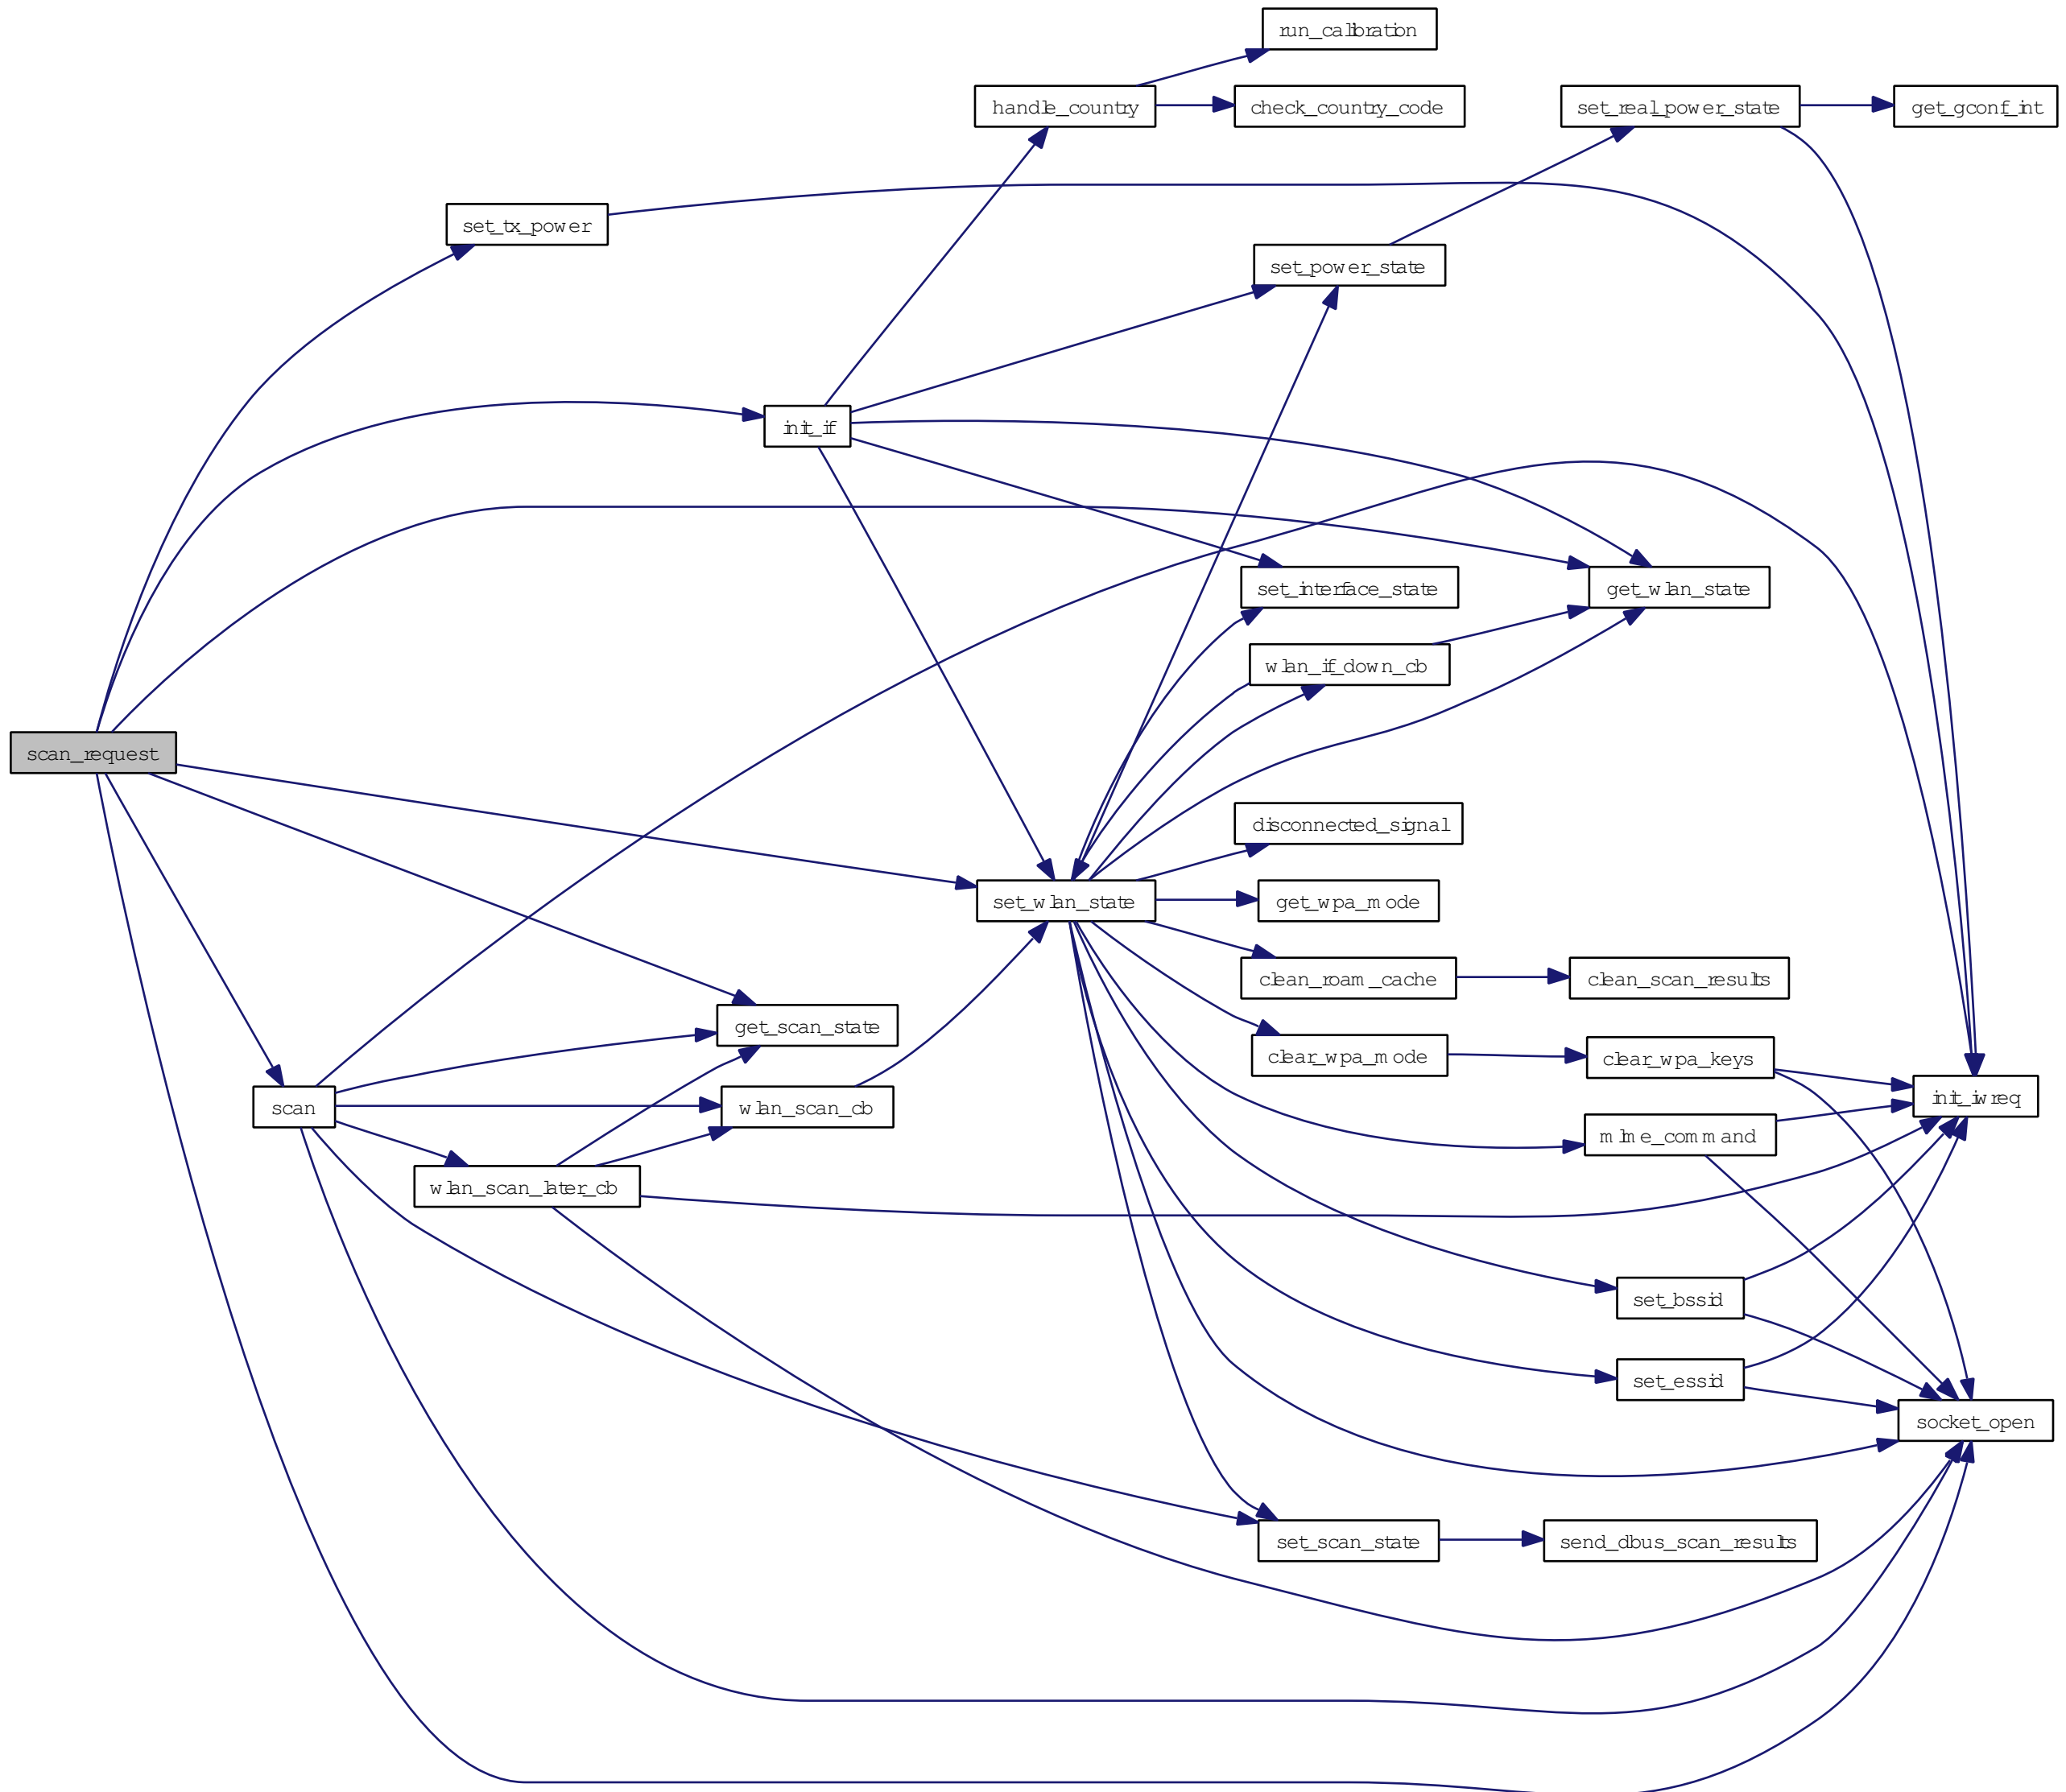 run_calibration
handle_country
check_country_code
set_real_power_state
get_gconf_int
set_tx_power
set_power_state
init_if
set_interface_state
get_wlan_state
wlan_if_down_cb
scan_request
disconnected_signal
set_wlan_state
get_wpa_mode
clean_roam_cache
clean_scan_results
get_scan_state
clear_wpa_mode
clear_wpa_keys
scan
wlan_scan_cb
init_iwreq
mlme_command
wlan_scan_later_cb
set_bssid
set_essid
socket_open
set_scan_state
send_dbus_scan_results